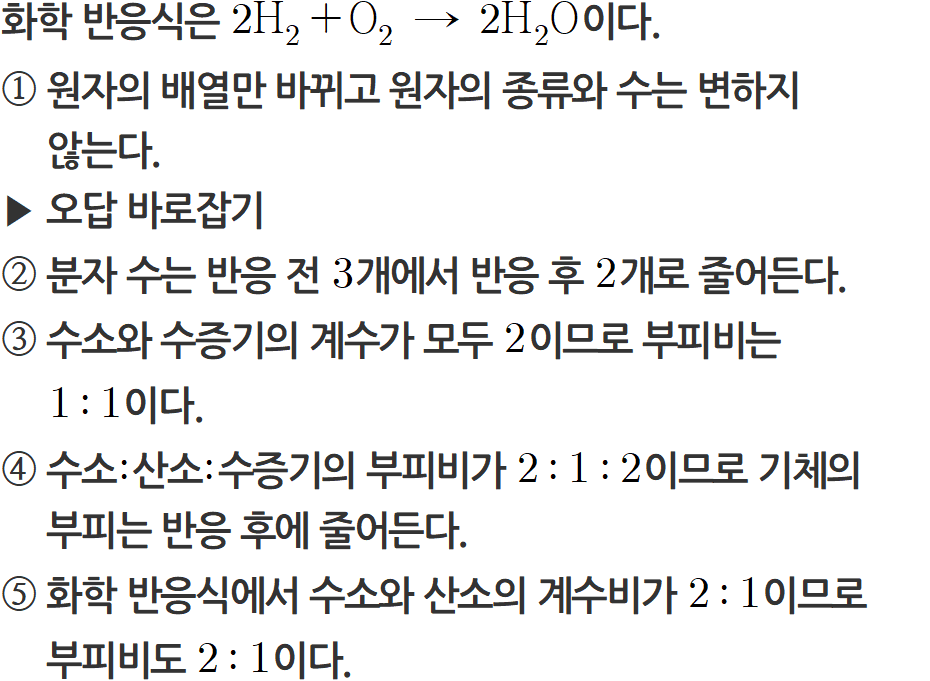 화학 반응식은 2H₂+O₂ → 2H₂O이다.
① 원자의 배열만 바뀌고 원자의 종류와 수는 변하지
않는다.
▶ 오답 바로잡기
② 분자 수는 반응 전 3개에서 반응 후 2개로 줄어든다.
③ 수소와 수증기의 계수가 모두 2이므로 부피비는
1 : 1이다.
④ 수소:산소:수증기의 부피비가 2 : 1 : 2이므로 기체의
부피는 반응 후에 줄어든다.
⑤ 화학 반응식에서 수소와 산소의 계수비가 2 : 1이므로
부피비도 2 : 1이다.